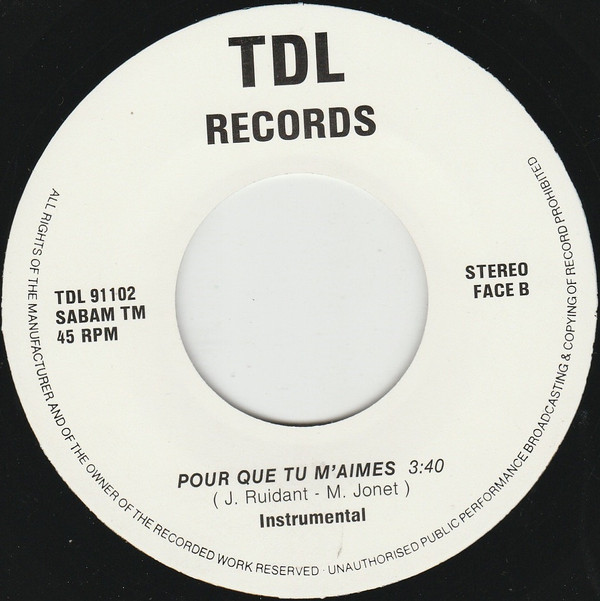 TDL
RECORDS
TDL 91102
SABAM TM
45 RPM
STEREO
FACE B
POUR QUE TU M'AIMES 3:40
( J. Ruidant - M. Jonet )
Instrumental
ALL RIGHTS OF THE MANUFACTURER AND OF THE OWNER OF THE RECORDED WORK RESERVED · UNAUTHORISED PUBLIC PERFORMANCE BROADCASTING & COPYING OF RECORD PROHIBITED